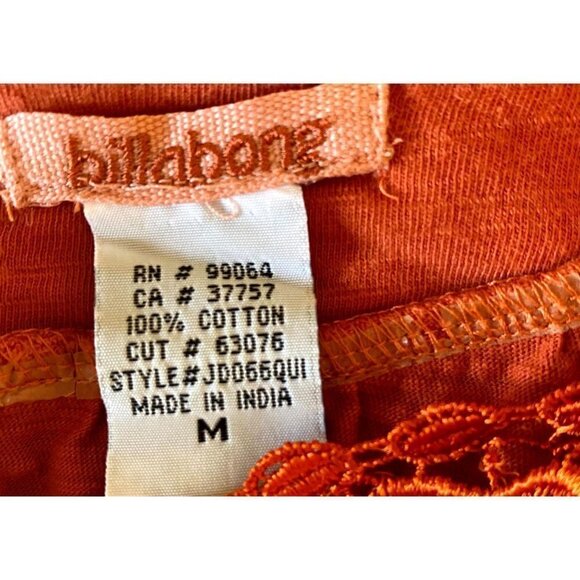 billabong
RN # 99064
CA # 37757
100% COTTON
CUT # 63076
STYLE#JD066QUI
MADE IN INDIA
M